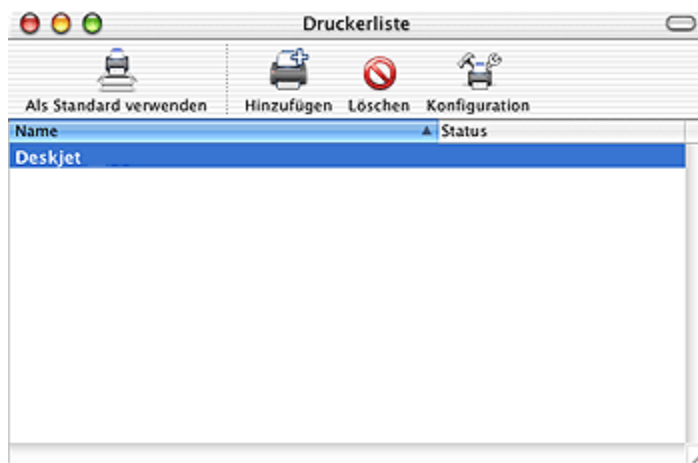 Druckerliste
Als Standard verwenden Hinzufügen Löschen Konfiguration
Name Status
Deskjet